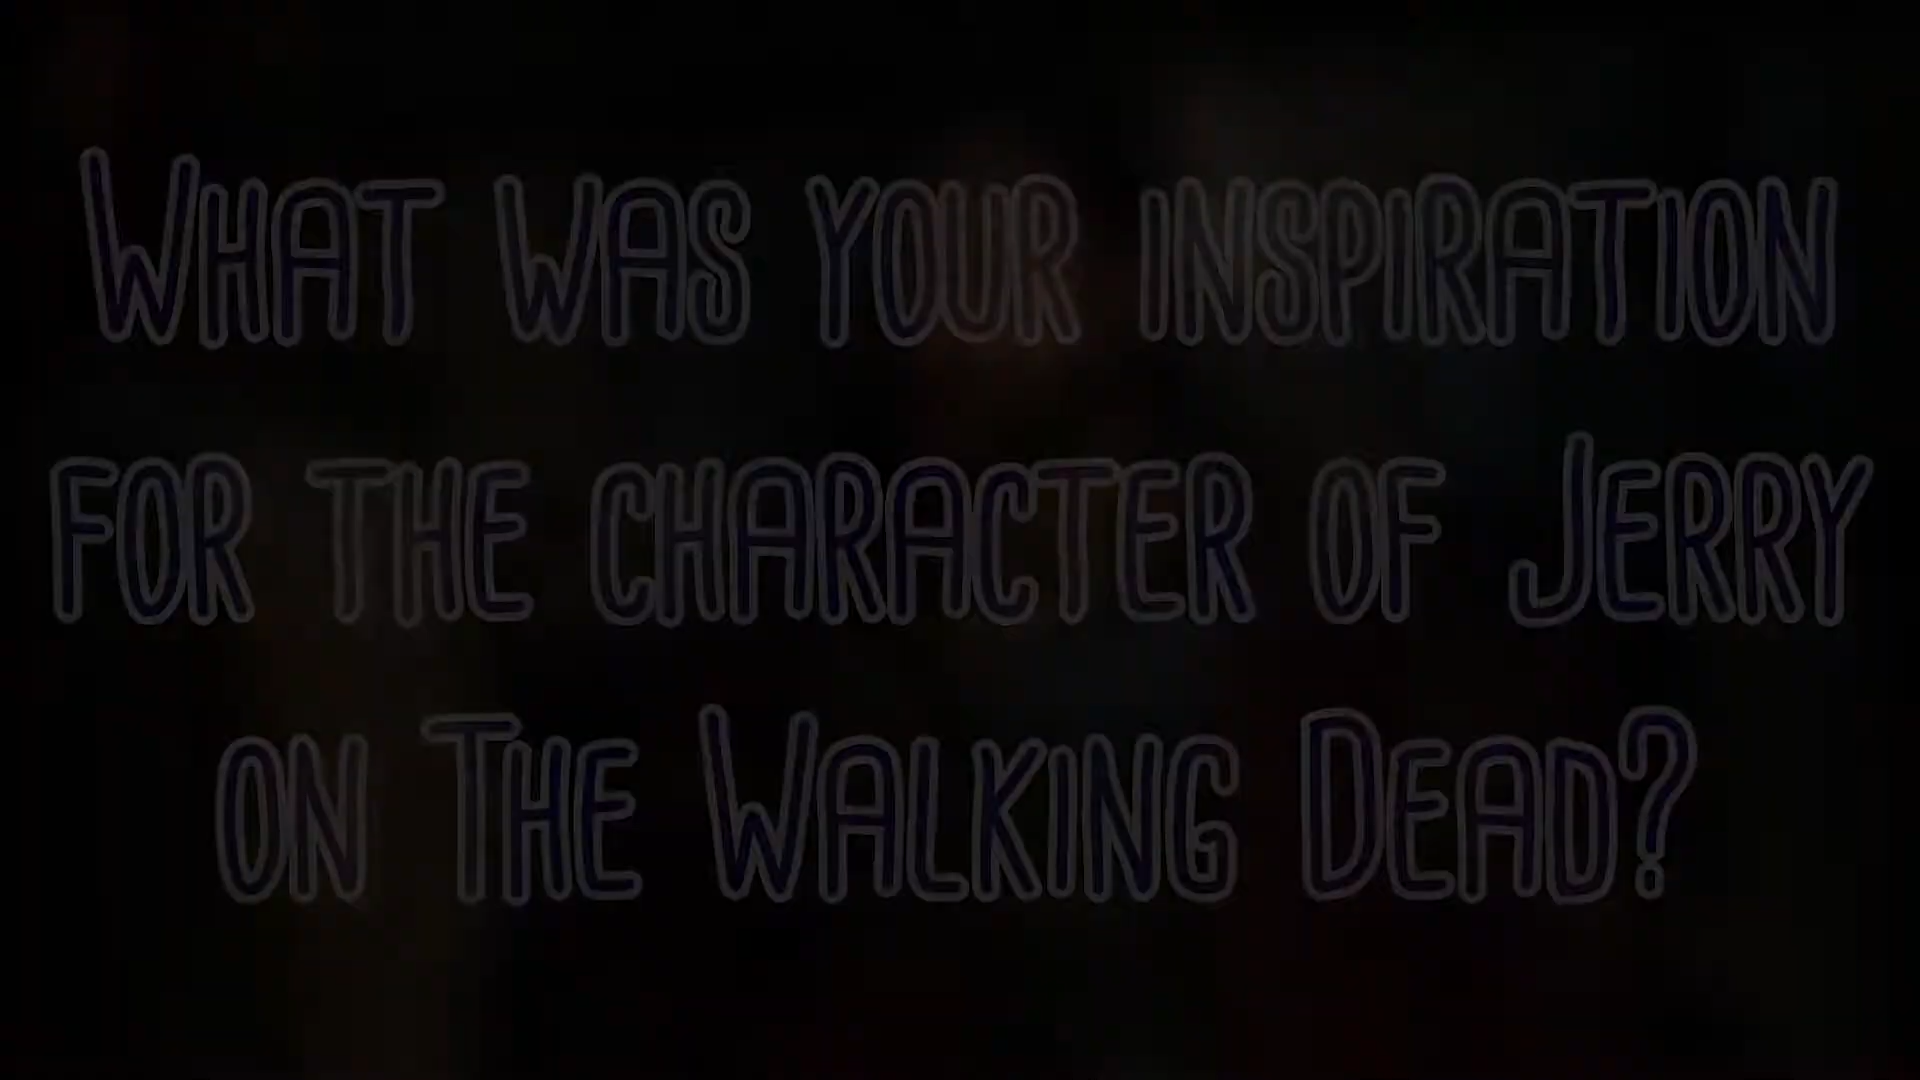 What was your inspiration
for the character of Jerry
on The Walking Dead?